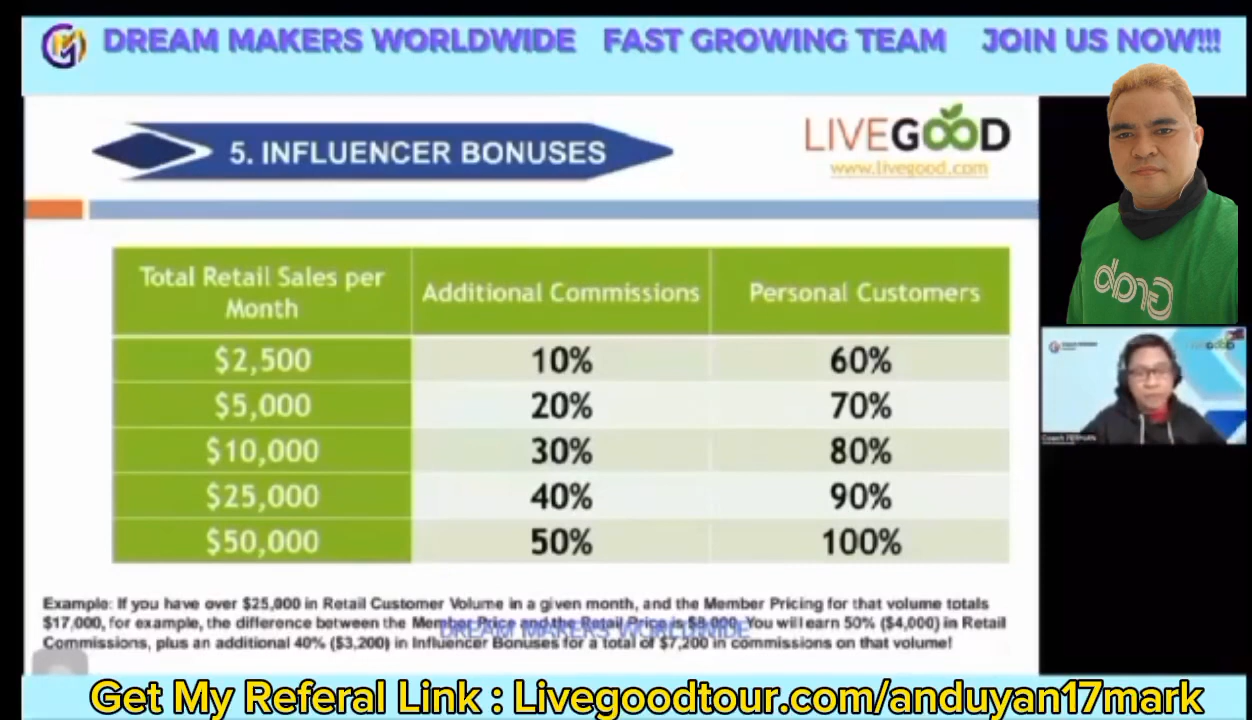 DREAM MAKERS WORLDWIDE FAST GROWING TEAM JOIN US NOW!!!
5. INFLUENCER BONUSES
LIVEGOOD
www.livegood.com
Total Retail Sales per Month Additional Commissions Personal Customers
$2,500 10% 60%
$5,000 20% 70%
$10,000 30% 80%
$25,000 40% 90%
$50,000 50% 100%
Example: If you have over $25,000 in Retail Customer Volume in a given month, and the Member Pricing for that volume totals
$17,000, for example, the difference between the Member Price and the Retail Price is $8,000. You will earn 50% ($4,000) in Retail
Commissions, plus an additional 40% ($3,200) in Influencer Bonuses for a total of $7,200 in commissions on that volume!
DREAM MAKERS WORLDWIDE
Grab
Get My Referal Link : Livegoodtour.com/anduyan17mark